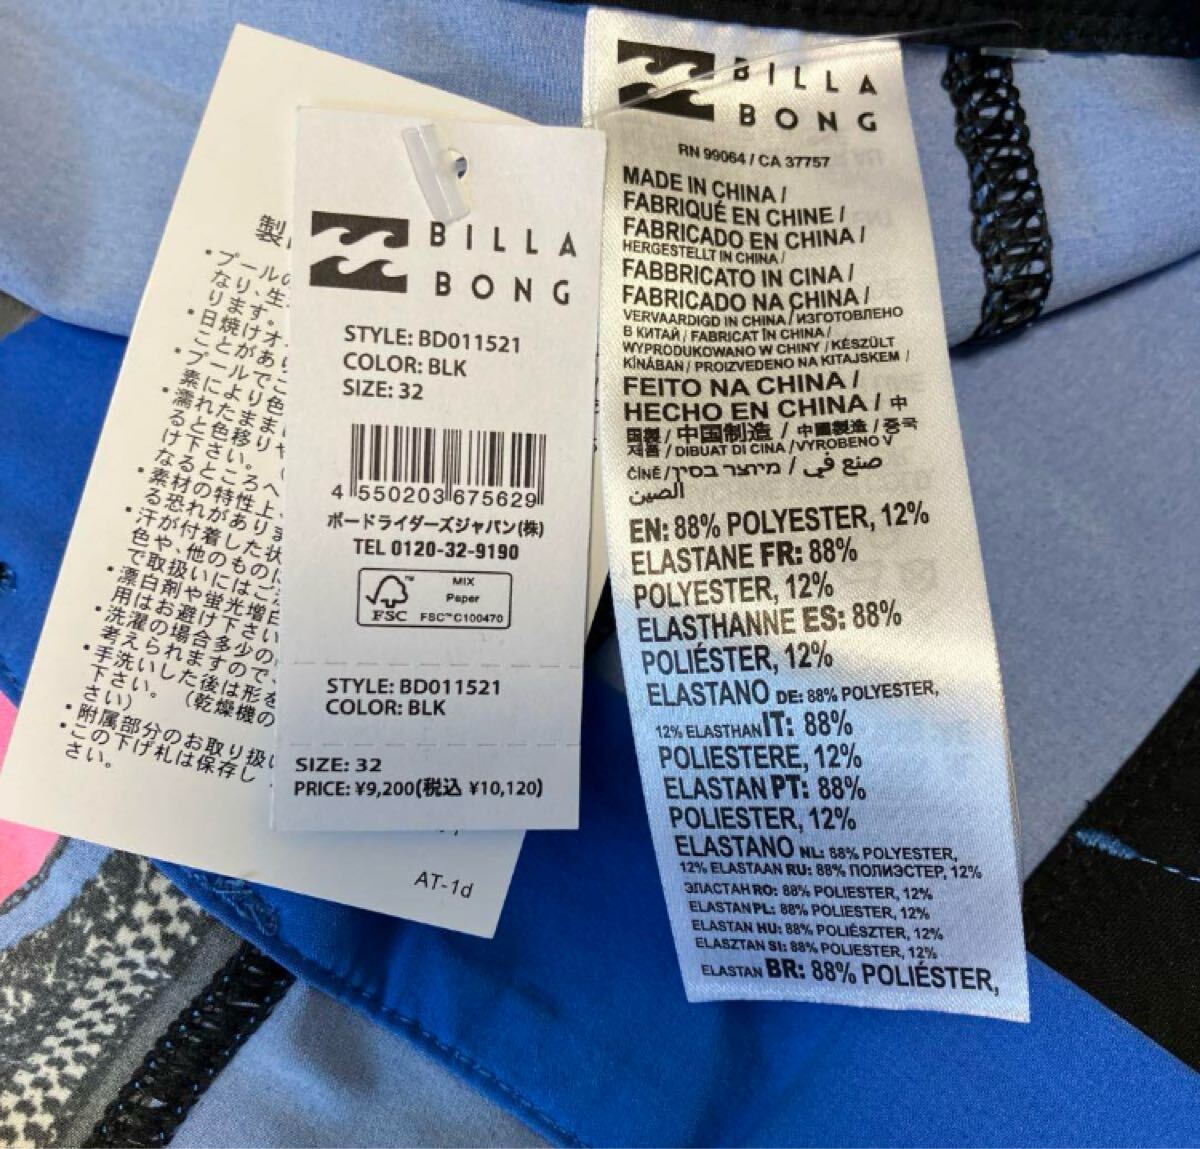 BILLA
BONG
STYLE: BD011521
COLOR: BLK
SIZE: 32
4 550203 675629
ボードライダーズジャパン(株)
TEL 0120-32-9190
FSC
MIX
Paper
FSC™ C100470
STYLE: BD011521
COLOR: BLK
SIZE: 32
PRICE: ¥9,200(税込 ¥10,120)
BILLA
BONG
RN 99064 / CA 37757
MADE IN CHINA /
FABRIQUÉ EN CHINE /
FABRICADO EN CHINA /
HERGESTELLT IN CHINA /
FABBRICATO IN CINA /
FABRICADO NA CHINA /
VERVAARDIGD IN CHINA / ИЗГОТОВЛЕНО
В КИТАЙ / FABRICAT ÎN CHINA /
WYPRODUKOWANO W CHINY / KÉSZÜLT
KÍNÁBAN / PROIZVEDENO NA KITAJSKEM /
FEITO NA CHINA /
HECHO EN CHINA / 中
国製 / 中国制造 / 中國製造 / 중국
제품 / DIBUAT DI CINA / VYROBENO V
ČÍNĚ / מיוצר בסין / صنع في
الصين
EN: 88% POLYESTER, 12%
ELASTANE FR: 88%
POLYESTER, 12%
ELASTHANNE ES: 88%
POLIÉSTER, 12%
ELASTANO DE: 88% POLYESTER,
12% ELASTHAN IT: 88%
POLIESTERE, 12%
ELASTAN PT: 88%
POLIESTER, 12%
ELASTANO NL: 88% POLYESTER,
12% ELASTAAN RU: 88% ПОЛИЭСТЕР, 12%
ЭЛАСТАН RO: 88% POLIESTER, 12%
ELASTAN PL: 88% POLIESTER, 12%
ELASTAN HU: 88% POLIÉSZTER, 12%
ELASZTAN SI: 88% POLIESTER, 12%
ELASTAN BR: 88% POLIÉSTER,
製
・プールの
り、生
なります。オ
・日焼けあら
ことがで
・プールよりま
素にた色移
・濡れと下さい。
る
け
なるところへ
・素材の特性上、
る恐れがありま
・汗が付着した状
色や、他のものに
で取扱いにはご
・漂白剤や蛍光増白
用はお避け下さい
・洗濯の場合多少の
考えられますので、
・手洗いした後は形を
下さい。(乾燥機の
さい)
・附属部分のお取り扱い
・この下げ札は保存し
さい。
AT-1d